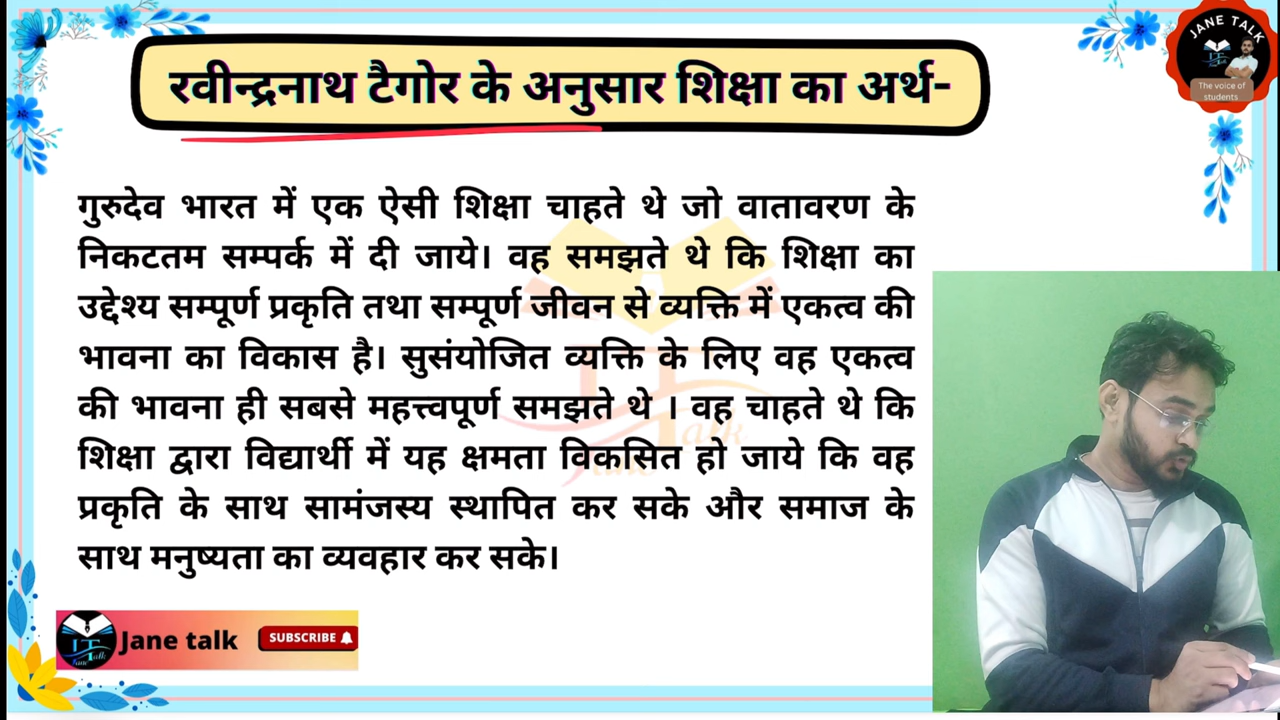 रवीन्द्रनाथ टैगोर के अनुसार शिक्षा का अर्थ-
JANE TALK
The voice of
students
गुरुदेव भारत में एक ऐसी शिक्षा चाहते थे जो वातावरण के
निकटतम सम्पर्क में दी जाये। वह समझते थे कि शिक्षा का
उद्देश्य सम्पूर्ण प्रकृति तथा सम्पूर्ण जीवन से व्यक्ति में एकत्व की
भावना का विकास है। सुसंयोजित व्यक्ति के लिए वह एकत्व
की भावना ही सबसे महत्त्वपूर्ण समझते थे । वह चाहते थे कि
शिक्षा द्वारा विद्यार्थी में यह क्षमता विकसित हो जाये कि वह
प्रकृति के साथ सामंजस्य स्थापित कर सके और समाज के
साथ मनुष्यता का व्यवहार कर सके।
Jane talk
SUBSCRIBE